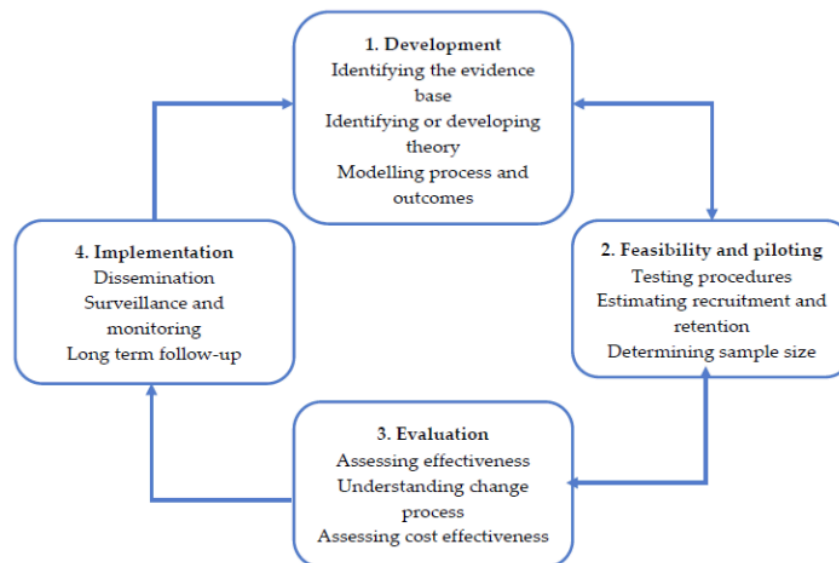 1. Development
Identifying the evidence
base
Identifying or developing
theory
Modelling process and
outcomes
2. Feasibility and piloting
Testing procedures
Estimating recruitment and
retention
Determining sample size
3. Evaluation
Assessing effectiveness
Understanding change
process
Assessing cost effectiveness
4. Implementation
Dissemination
Surveillance and
monitoring
Long term follow-up